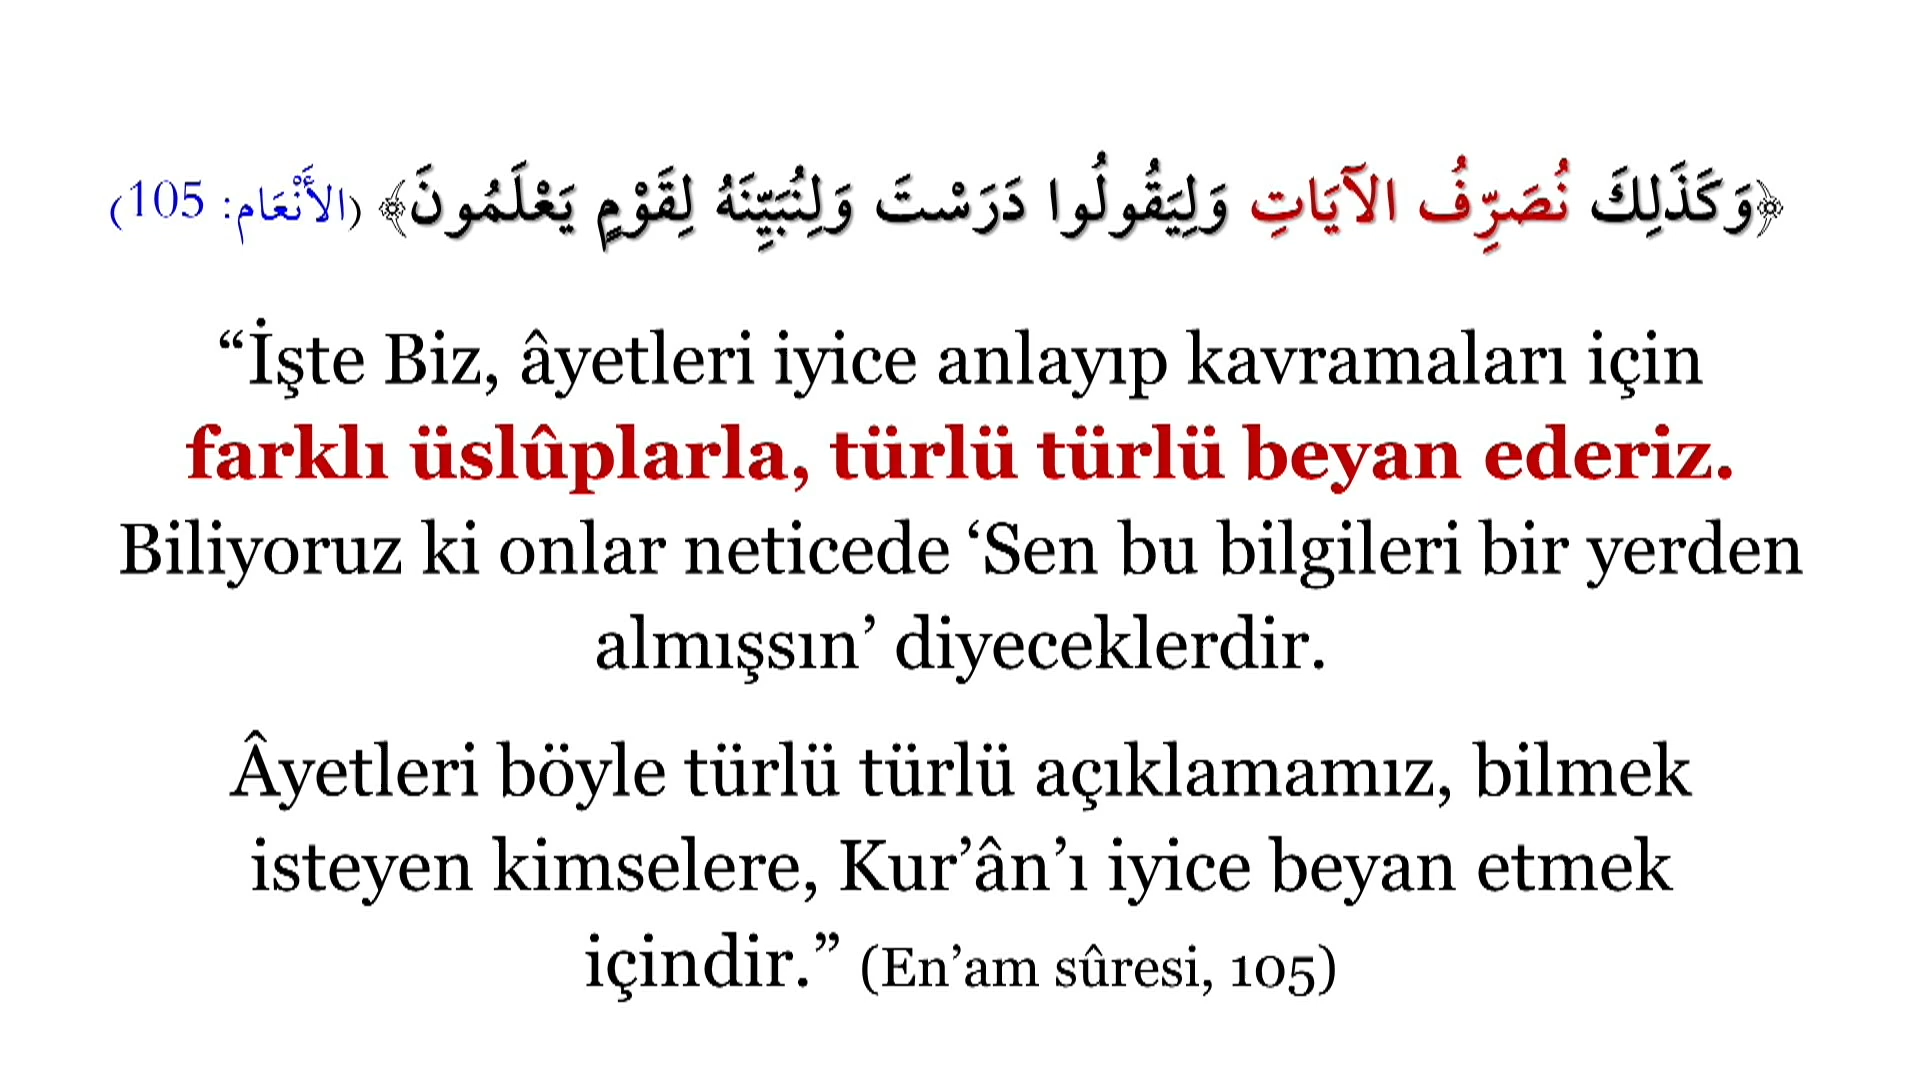 ﴿وَكَذَلِكَ نُصَرِّفُ الآيَاتِ وَلِيَقُولُوا دَرَسْتَ وَلِنُبَيِّنَهُ لِقَوْمٍ يَعْلَمُونَ﴾ (الأَنْعَام: 105)
“İşte Biz, âyetleri iyice anlayıp kavramaları için
farklı üslûplarla, türlü türlü beyan ederiz.
Biliyoruz ki onlar neticede ‘Sen bu bilgileri bir yerden
almışsın’ diyeceklerdir.
Âyetleri böyle türlü türlü açıklamamız, bilmek
isteyen kimselere, Kur’ân’ı iyice beyan etmek
içindir.” (En’am sûresi, 105)